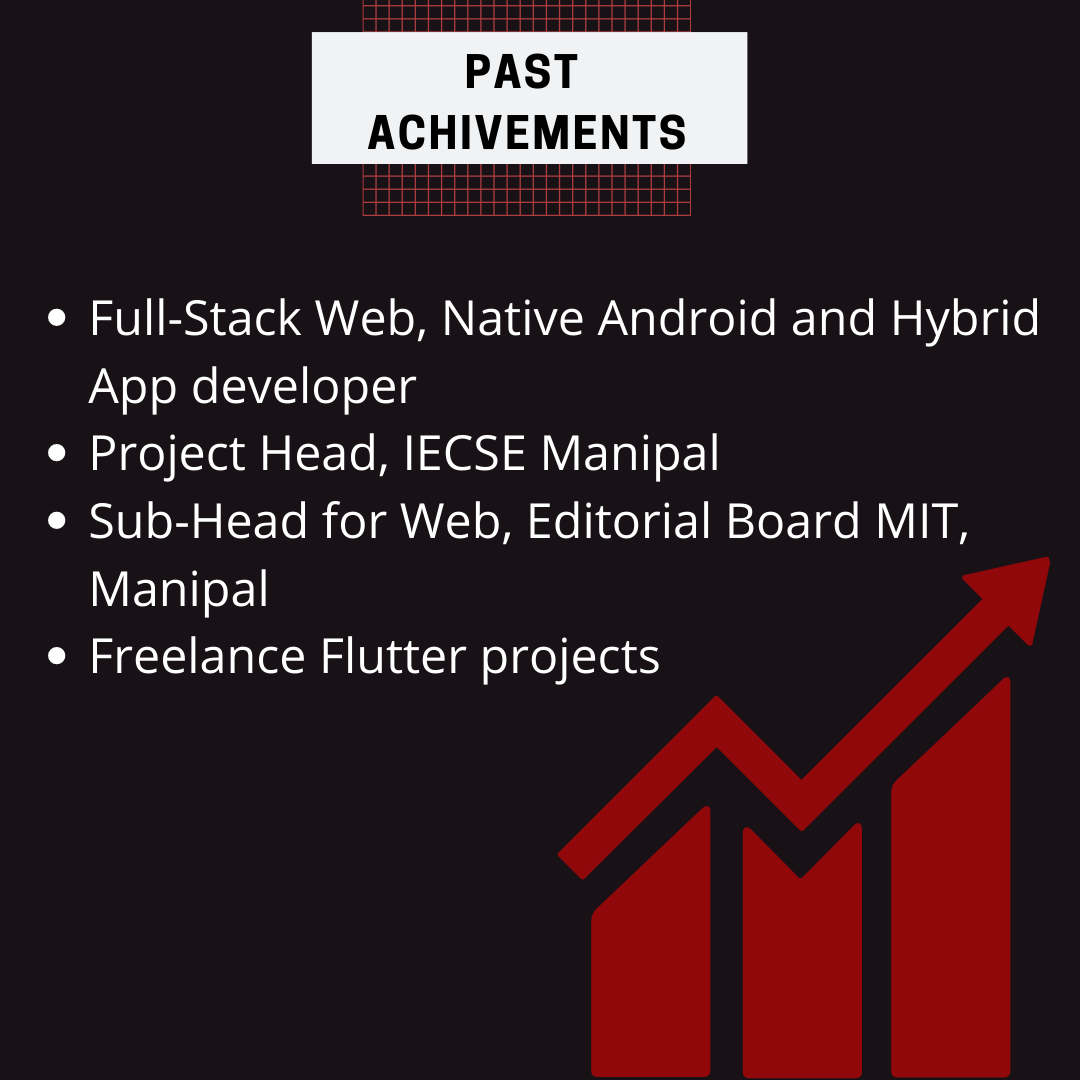 PAST
ACHIVEMENTS
• Full-Stack Web, Native Android and Hybrid
App developer
• Project Head, IECSE Manipal
• Sub-Head for Web, Editorial Board MIT,
Manipal
• Freelance Flutter projects